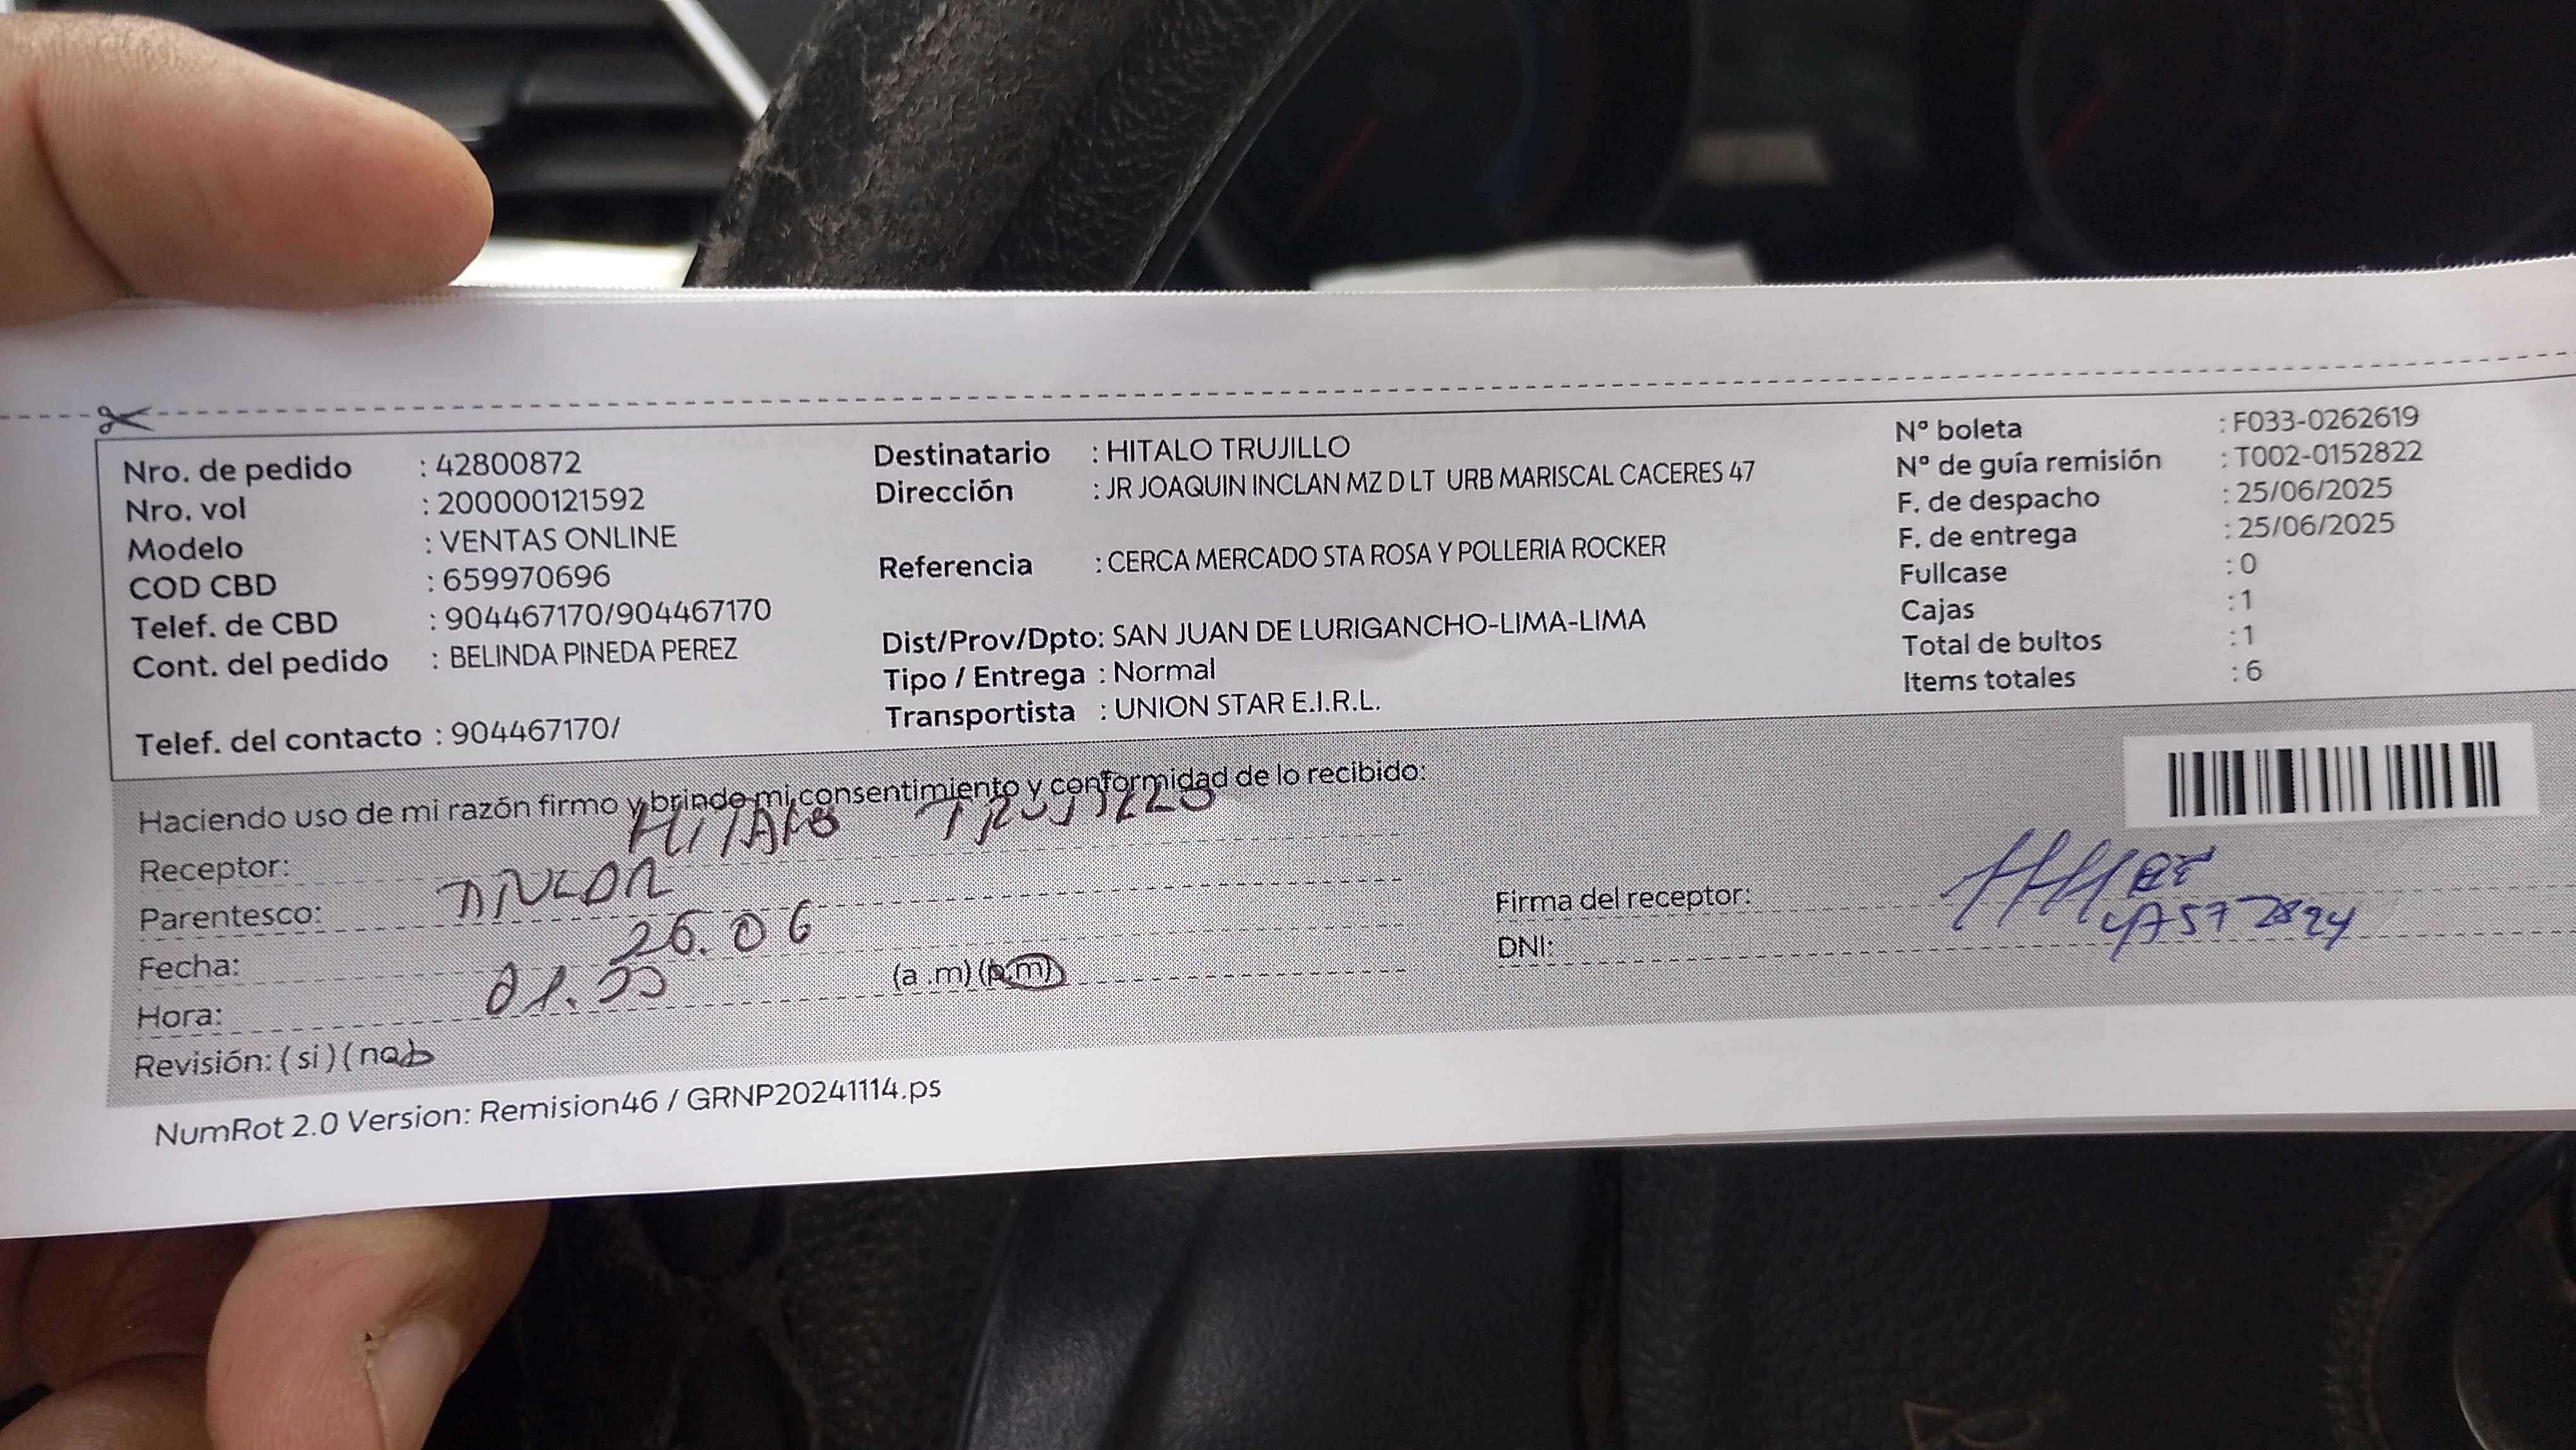 Nro. de pedido : 42800872
Nro. vol : 200000121592
Modelo : VENTAS ONLINE
COD CBD : 659970696
Telef. de CBD : 904467170/904467170
Cont. del pedido : BELINDA PINEDA PEREZ
Telef. del contacto : 904467170/
Destinatario : HITALO TRUJILLO
Dirección : JR JOAQUIN INCLAN MZ D LT URB MARISCAL CACERES 47
Referencia : CERCA MERCADO STA ROSA Y POLLERIA ROCKER
Dist/Prov/Dpto: SAN JUAN DE LURIGANCHO-LIMA-LIMA
Tipo / Entrega : Normal
Transportista : UNION STAR E.I.R.L.
Nº boleta : F033-0262619
Nº de guía remisión : T002-0152822
F. de despacho : 25/06/2025
F. de entrega : 25/06/2025
Fullcase : 0
Cajas : 1
Total de bultos : 1
Items totales : 6
Haciendo uso de mi razón firmo y brindo mi consentimiento y conformidad de lo recibido:
Receptor: HITALO TRUJILLO
Parentesco:
Fecha: 26.06
Hora: (a .m) (p.m)
Revisión: ( si ) ( no )
Firma del receptor:
DNI:
NumRot 2.0 Version: Remision46 / GRNP20241114.ps